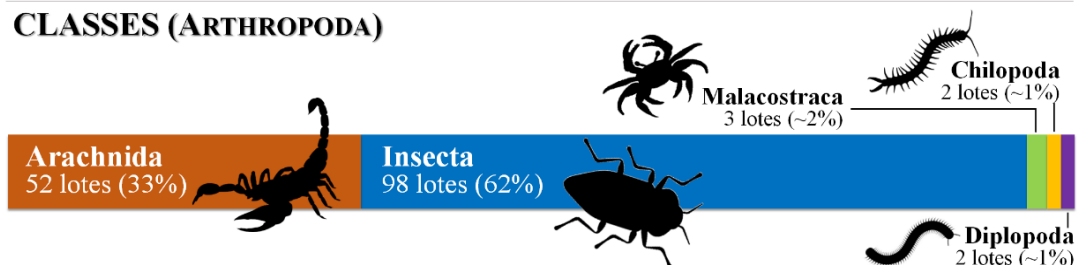 CLASSES (ARTHROPODA)
Chilopoda
2 lotes (~1%)
Malacostraca
3 lotes (~2%)
Arachnida
52 lotes (33%)
Insecta
98 lotes (62%)
Diplopoda
2 lotes (~1%)